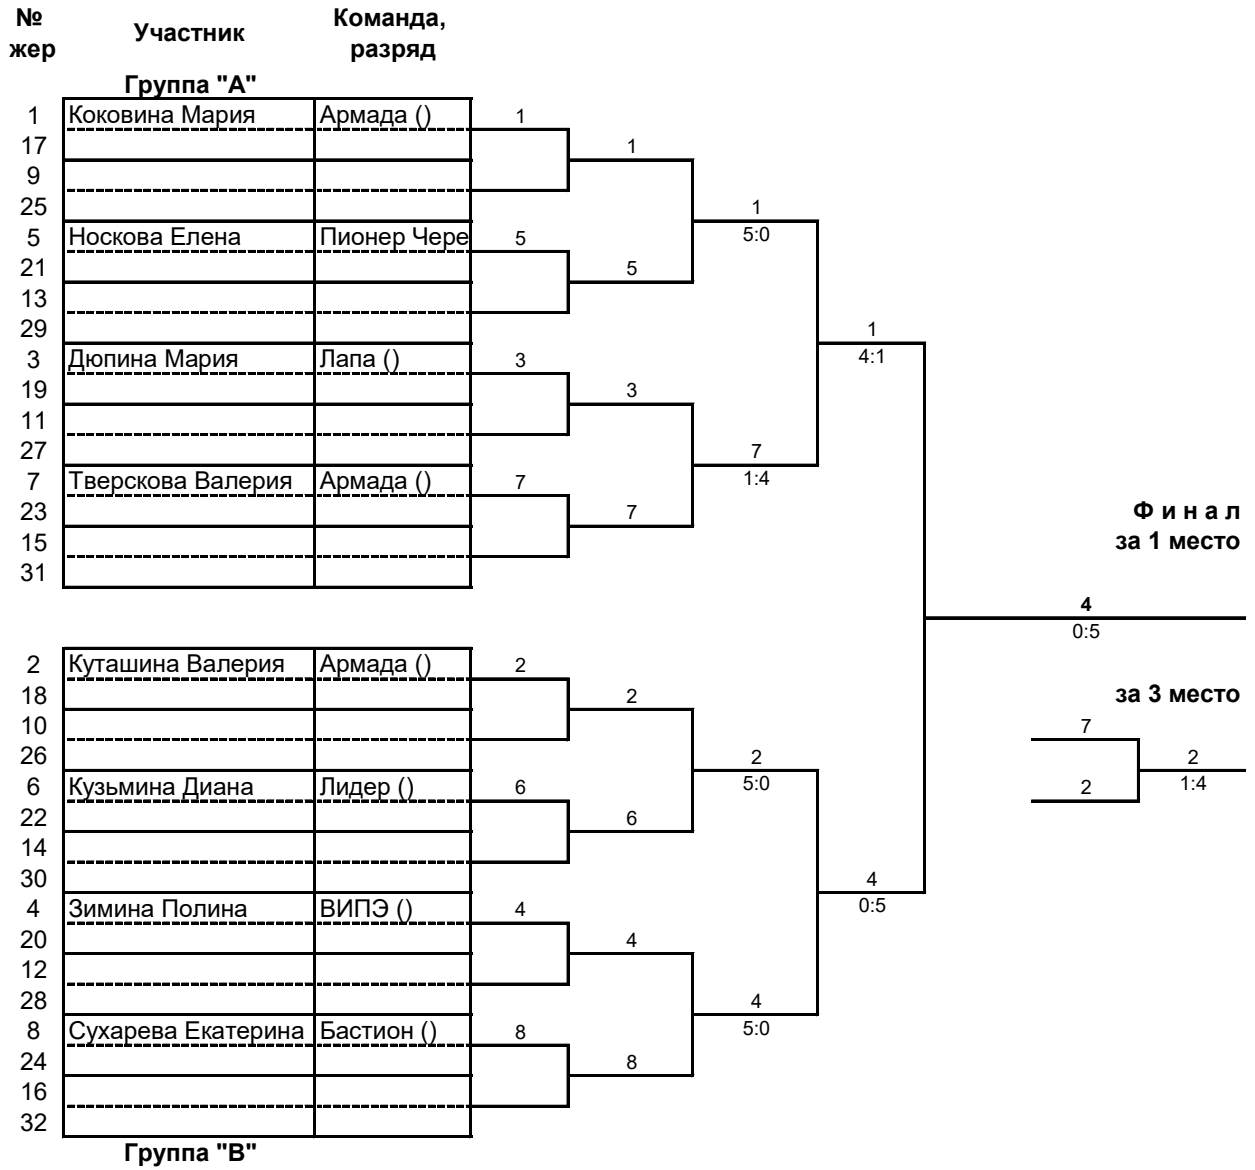 № жер Участник Команда, разряд
Группа "А"
1 Коковина Мария Армада () 1
17 1
9
25 1
5 Носкова Елена Пионер Чере 5 5:0
21 5
13
29 1
3 Дюпина Мария Лапа () 3 4:1
19 3
11
27 7
7 Тверскова Валерия Армада () 7 1:4
23 7 Ф и н а л
15 за 1 место
31
4
0:5
2 Куташина Валерия Армада () 2
18 2 за 3 место
10 7
26 2 2
6 Кузьмина Диана Лидер () 6 5:0 2 1:4
22 6
14
30 4
4 Зимина Полина ВИПЭ () 4 0:5
20 4
12
28 4
8 Сухарева Екатерина Бастион () 8 5:0
24 8
16
32
Группа "В"